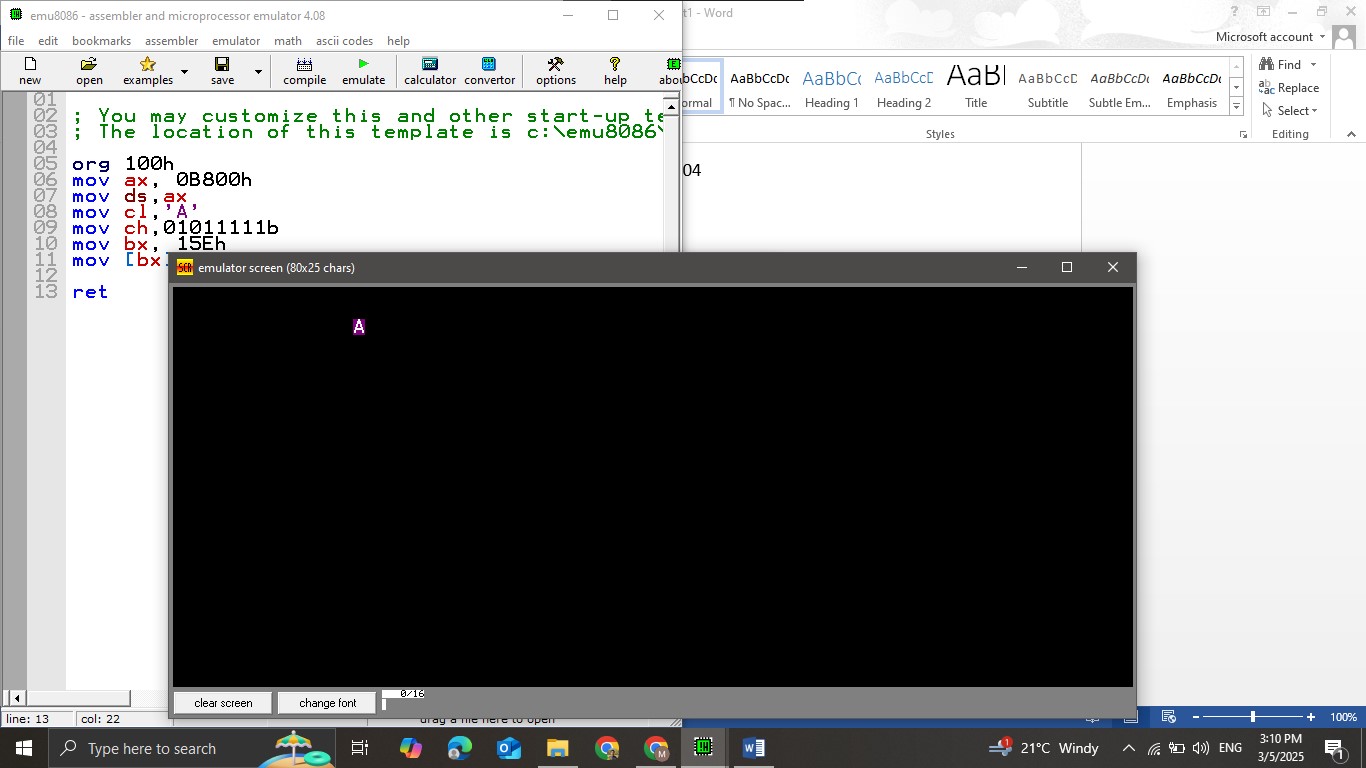 emu8086 - assembler and microprocessor emulator 4.08
t1 - Word
file edit bookmarks assembler emulator math ascii codes help
Microsoft account
new open examples save compile emulate calculator convertor options help abou
AaBbCcDc AaBbCc AaBbCcD AaBl AaBbCcD AaBbCcDc AaBbCcDc
ormal ¶ No Spac... Heading 1 Heading 2 Title Subtitle Subtle Em... Emphasis
Styles
Find
Replace
Select
Editing
01
02 ; You may customize this and other start-up te
03 ; The location of this template is c:\emu8086\
04
05 org 100h
06 mov ax, 0B800h
07 mov ds,ax
08 mov cl,'A'
09 mov ch,01011111b
10 mov bx, 15Eh
11 mov [bx]
12
13 ret
04
emulator screen (80x25 chars)
A
clear screen change font 0/16
line: 13 col: 22 drag a file here to open
100%
Type here to search
21°C Windy ENG 3:10 PM
3/5/2025
1